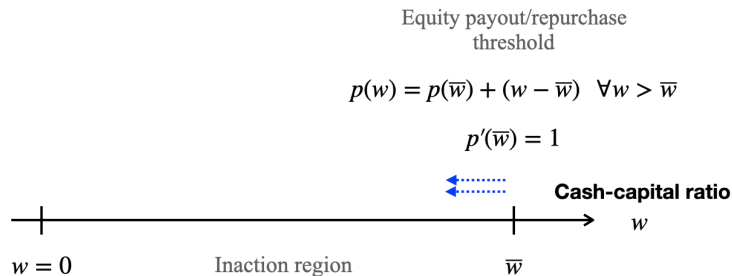 Equity payout/repurchase
threshold
p(w) = p(w̅) + (w − w̅) ∀w > w̅
p′(w̅) = 1
Cash-capital ratio
w
w = 0
Inaction region
w̅